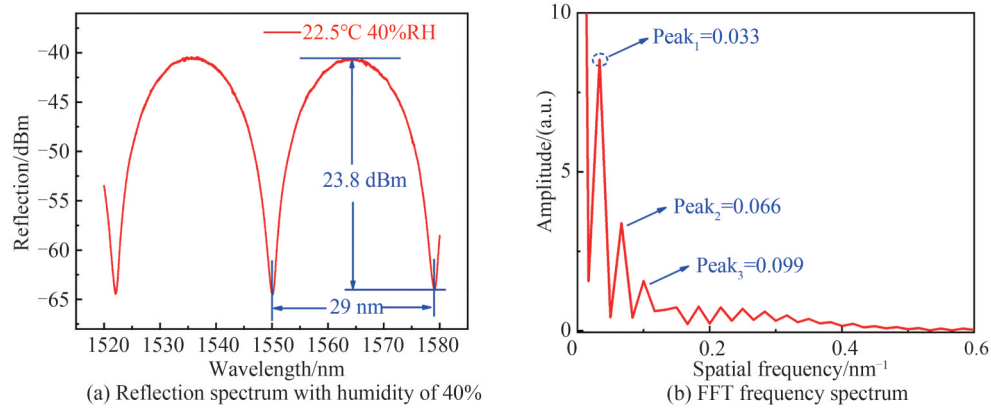 22.5℃ 40%RH
−40
−45
−50
−55
−60
−65
Reflection/dBm
23.8 dBm
29 nm
1520 1530 1540 1550 1560 1570 1580
Wavelength/nm
(a) Reflection spectrum with humidity of 40%
10
5
0
Amplitude/(a.u.)
Peak₁=0.033
Peak₂=0.066
Peak₃=0.099
0 0.2 0.4 0.6
Spatial frequency/nm⁻¹
(b) FFT frequency spectrum